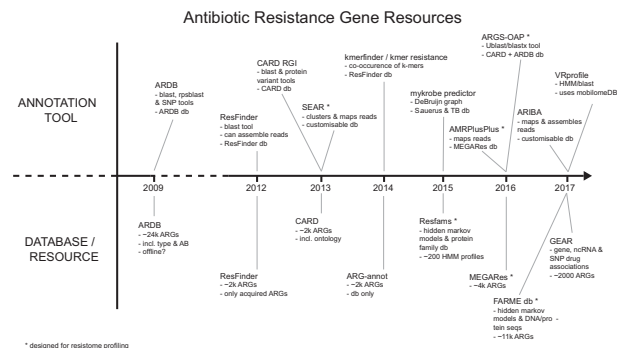 Antibiotic Resistance Gene Resources
ANNOTATION
TOOL
ARDB
- blast, rpsblast
& SNP tools
- ARDB db
ResFinder
- blast tool
- can assemble reads
- ResFinder db
CARD RGI
- blast & protein
variant tools
- CARD db
SEAR *
- clusters & maps reads
- customisable db
kmerfinder / kmer resistance
- co-occurence of k-mers
- ResFinder db
mykrobe predictor
- DeBruijn graph
- S.auerus & TB db
AMRPlusPlus *
- maps reads
- MEGARes db
ARGS-OAP *
- Ublast/blastx tool
- CARD + ARDB db
ARIBA
- maps & assembles
reads
- customisable db
VRprofile
- HMM/blast
- uses mobilomeDB
2009
2012
2013
2014
2015
2016
2017
DATABASE /
RESOURCE
ARDB
- ~24k ARGs
- incl. type & AB
- offline?
ResFinder
- ~2k ARGs
- only acquired ARGs
CARD
- ~2k ARGs
- incl. ontology
ARG-annot
- ~2k ARGs
- db only
Resfams *
- hidden markov
models & protein
family db
- ~200 HMM profiles
MEGARes *
- ~4k ARGs
FARME db *
- hidden markov
models & DNA/pro -
tein seqs
- ~11k ARGs
GEAR
- gene, ncRNA &
SNP drug
associations
- ~2000 ARGs
* designed for resistome profiling